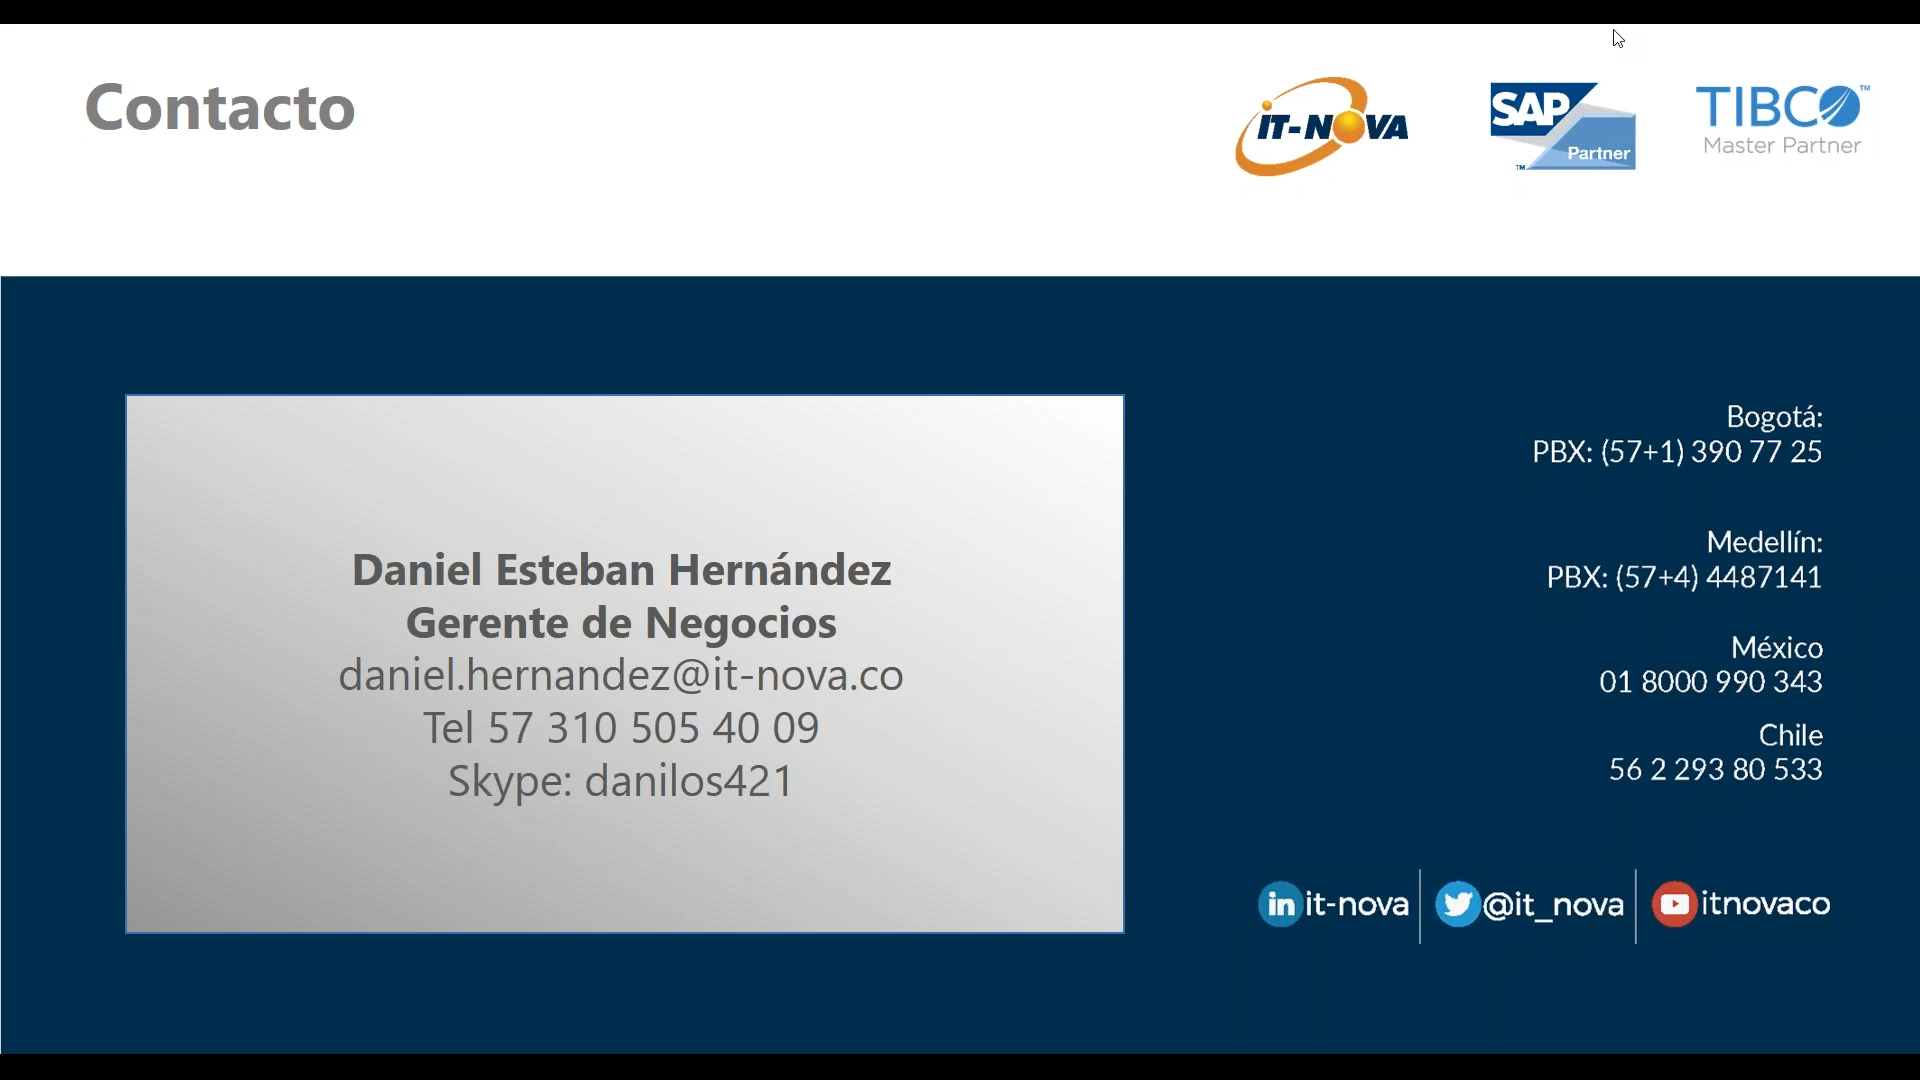 Contacto
IT-NOVA
SAP
Partner
TM
TIBCO™
Master Partner
Daniel Esteban Hernández
Gerente de Negocios
daniel.hernandez@it-nova.co
Tel 57 310 505 40 09
Skype: danilos421
Bogotá:
PBX: (57+1) 390 77 25
Medellín:
PBX: (57+4) 4487141
México
01 8000 990 343
Chile
56 2 293 80 533
in it-nova
@it_nova
itnovaco